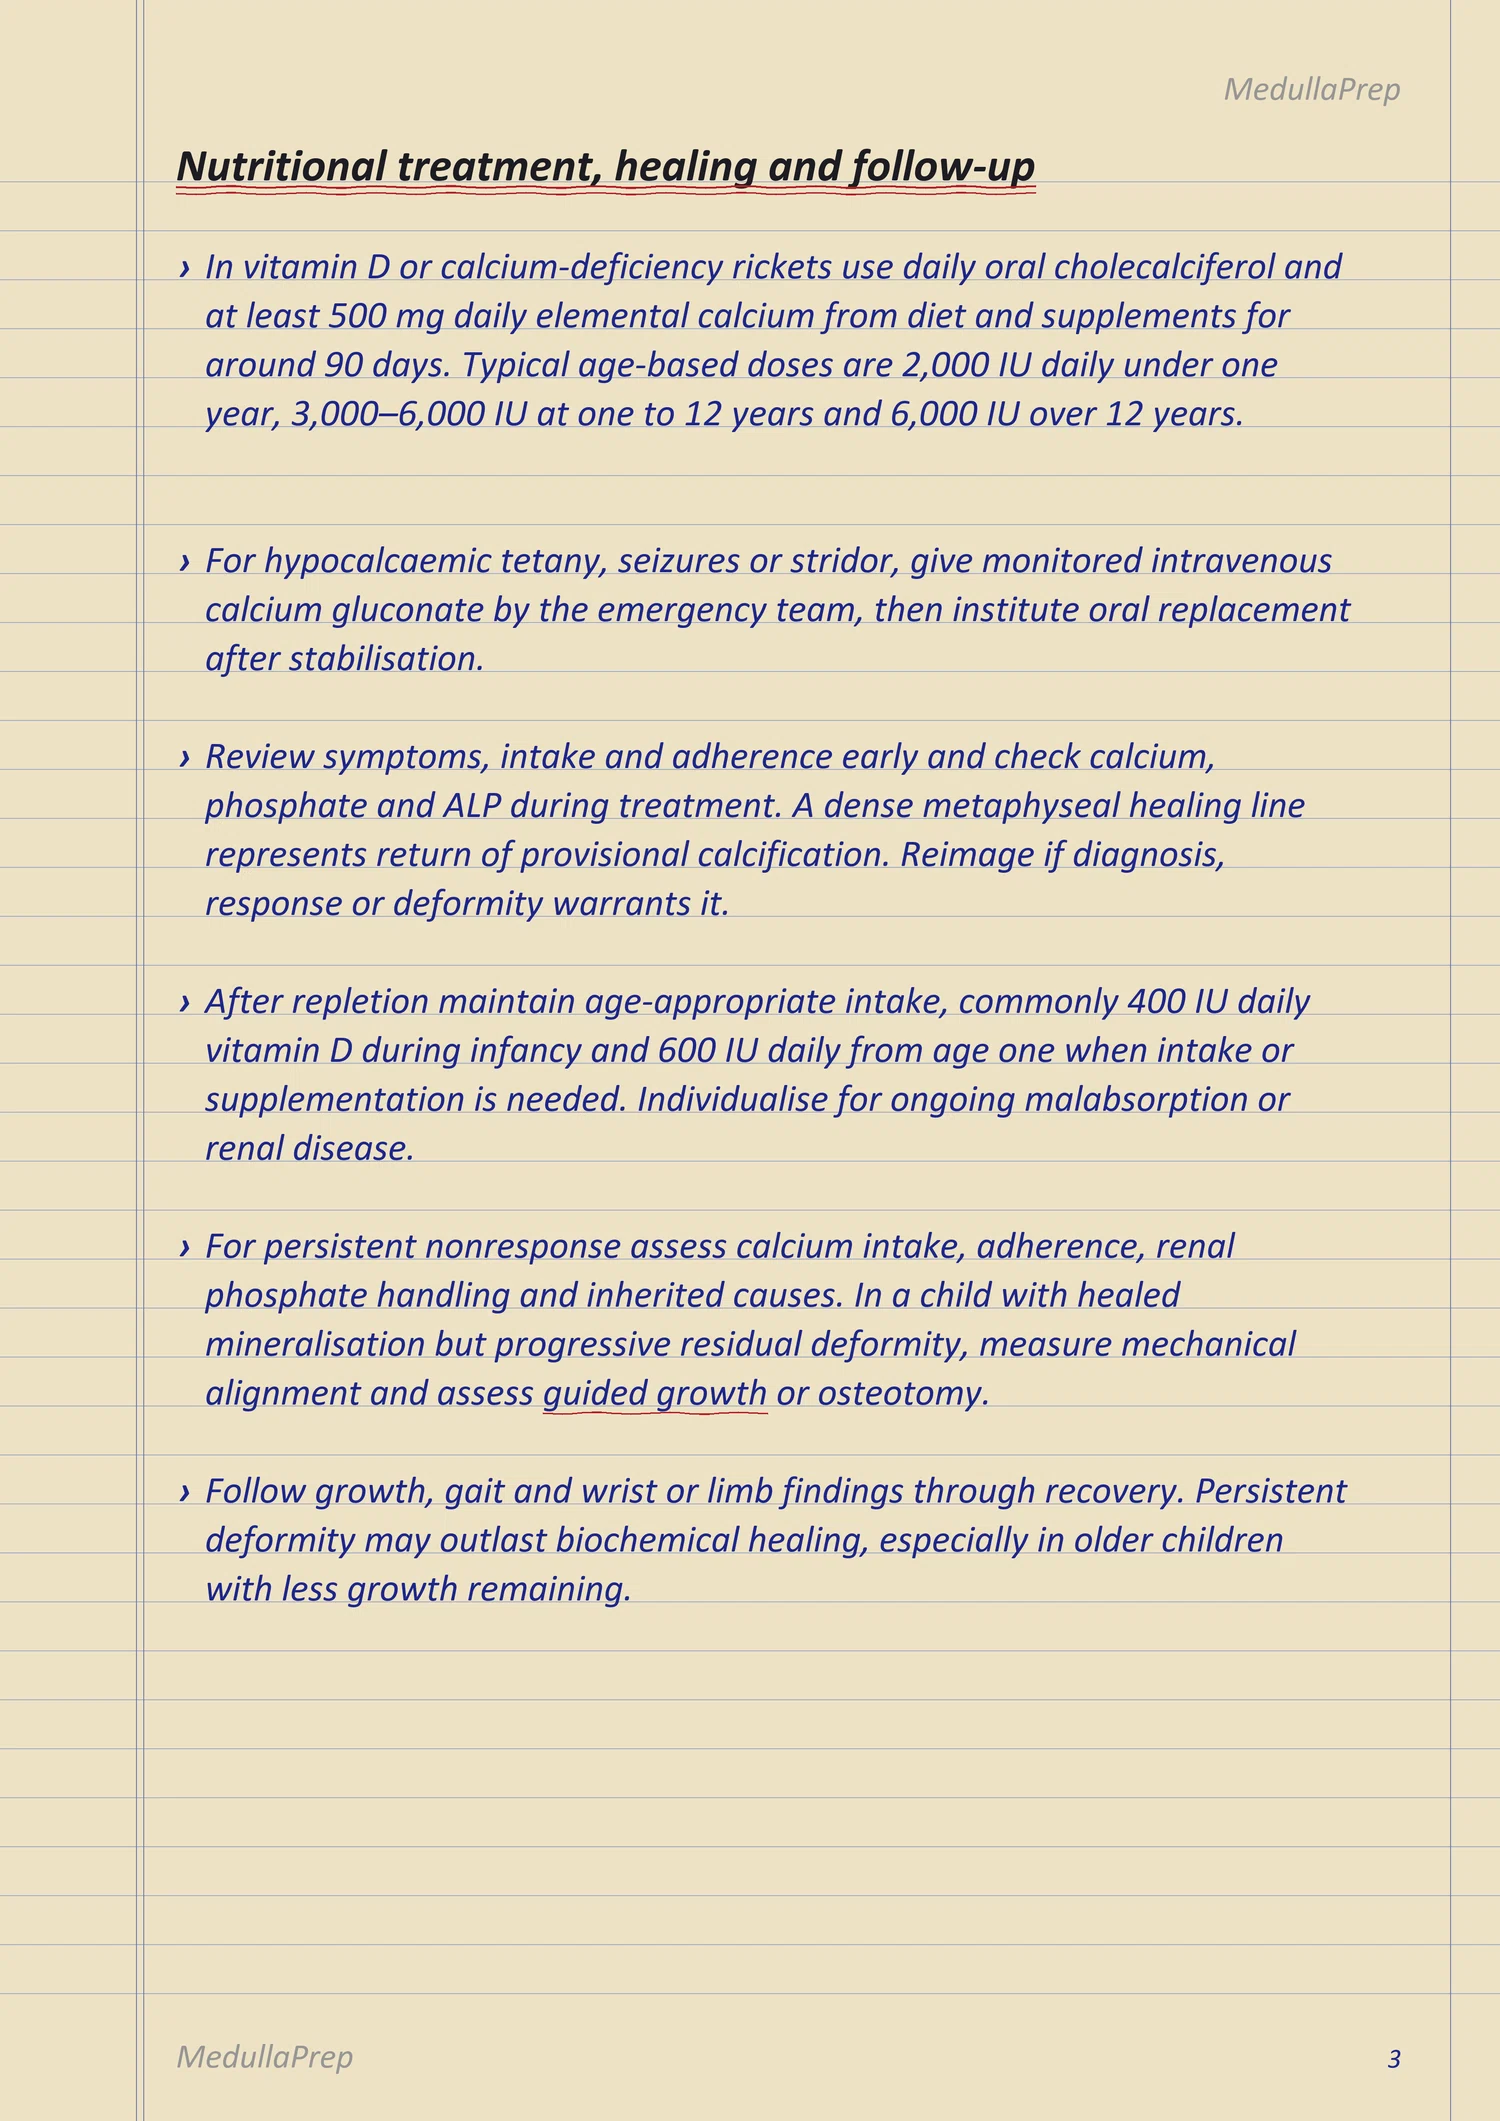 MedullaPrep
Nutritional treatment, healing and follow-up
› In vitamin D or calcium-deficiency rickets use daily oral cholecalciferol and
at least 500 mg daily elemental calcium from diet and supplements for
around 90 days. Typical age-based doses are 2,000 IU daily under one
year, 3,000–6,000 IU at one to 12 years and 6,000 IU over 12 years.
› For hypocalcaemic tetany, seizures or stridor, give monitored intravenous
calcium gluconate by the emergency team, then institute oral replacement
after stabilisation.
› Review symptoms, intake and adherence early and check calcium,
phosphate and ALP during treatment. A dense metaphyseal healing line
represents return of provisional calcification. Reimage if diagnosis,
response or deformity warrants it.
› After repletion maintain age-appropriate intake, commonly 400 IU daily
vitamin D during infancy and 600 IU daily from age one when intake or
supplementation is needed. Individualise for ongoing malabsorption or
renal disease.
› For persistent nonresponse assess calcium intake, adherence, renal
phosphate handling and inherited causes. In a child with healed
mineralisation but progressive residual deformity, measure mechanical
alignment and assess guided growth or osteotomy.
› Follow growth, gait and wrist or limb findings through recovery. Persistent
deformity may outlast biochemical healing, especially in older children
with less growth remaining.
MedullaPrep
3